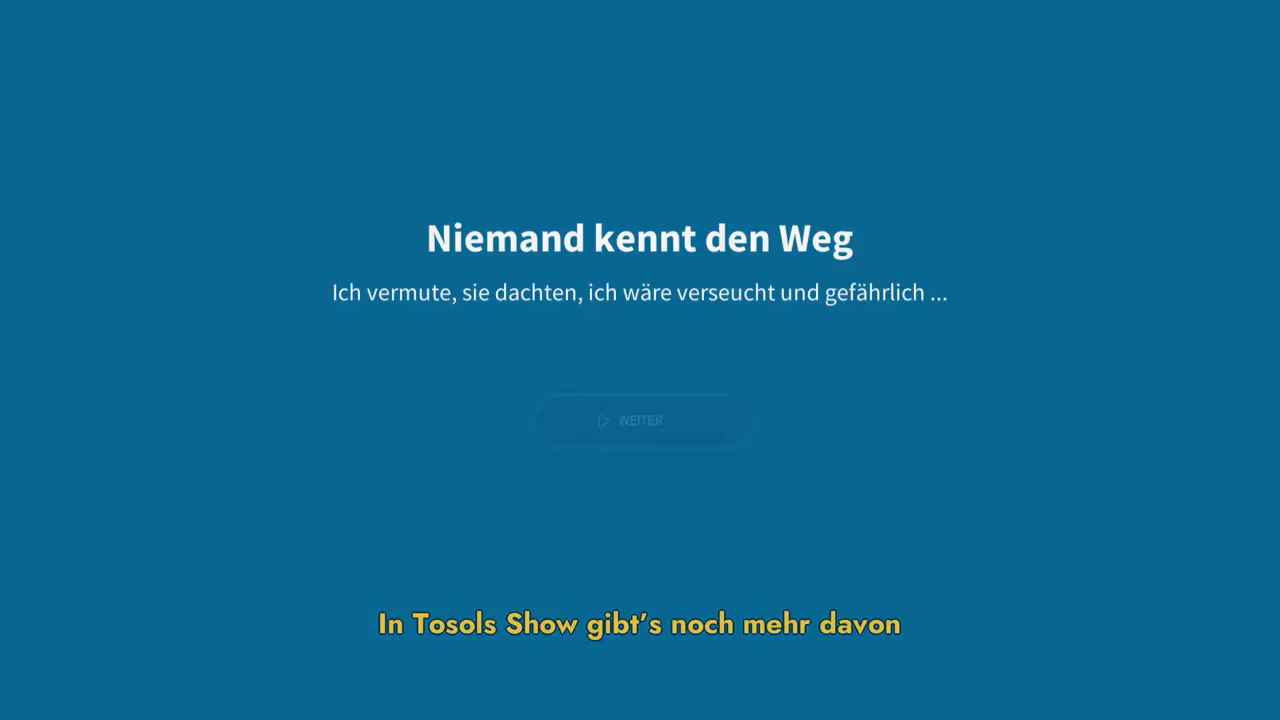 Niemand kennt den Weg
Ich vermute, sie dachten, ich wäre verseucht und gefährlich ...
WEITER
In Tosols Show gibt's noch mehr davon